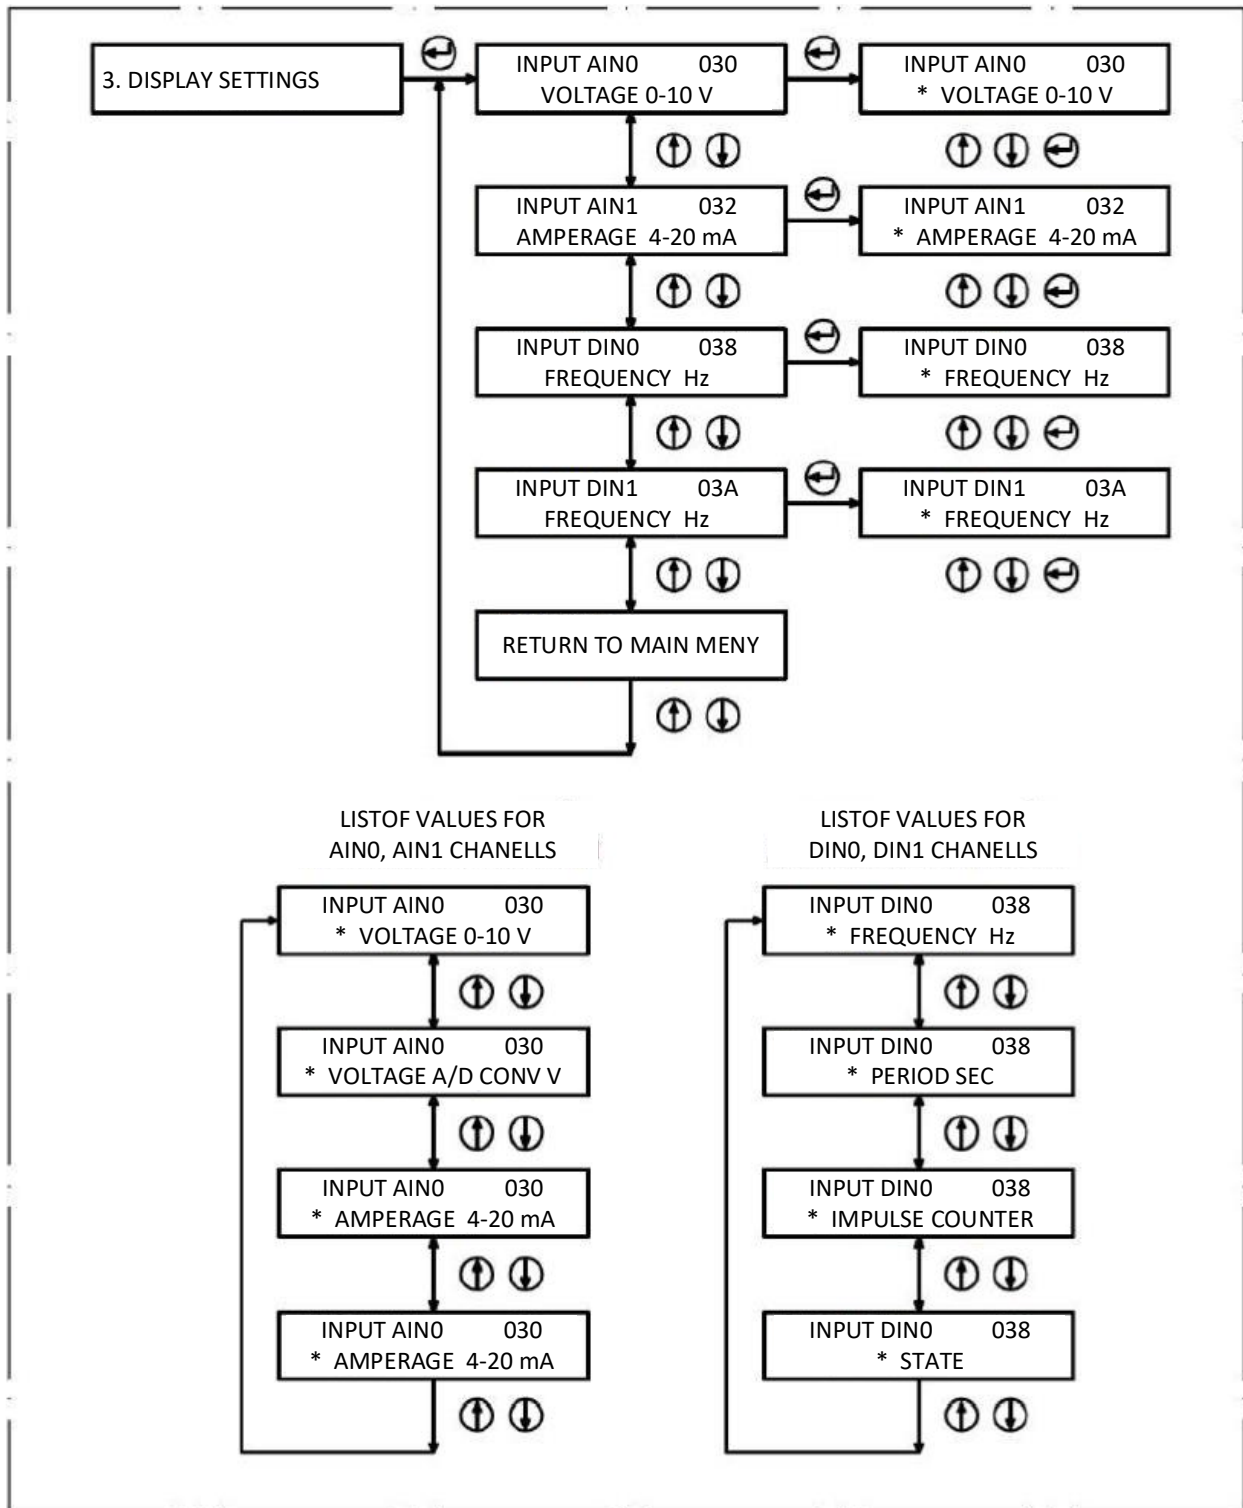 3. DISPLAY SETTINGS
INPUT AIN0 030
VOLTAGE 0-10 V
INPUT AIN0 030
* VOLTAGE 0-10 V
INPUT AIN1 032
AMPERAGE 4-20 mA
INPUT AIN1 032
* AMPERAGE 4-20 mA
INPUT DIN0 038
FREQUENCY Hz
INPUT DIN0 038
* FREQUENCY Hz
INPUT DIN1 03A
FREQUENCY Hz
INPUT DIN1 03A
* FREQUENCY Hz
RETURN TO MAIN MENY
LISTOF VALUES FOR
AIN0, AIN1 CHANELLS
INPUT AIN0 030
* VOLTAGE 0-10 V
INPUT AIN0 030
* VOLTAGE A/D CONV V
INPUT AIN0 030
* AMPERAGE 4-20 mA
INPUT AIN0 030
* AMPERAGE 4-20 mA
LISTOF VALUES FOR
DIN0, DIN1 CHANELLS
INPUT DIN0 038
* FREQUENCY Hz
INPUT DIN0 038
* PERIOD SEC
INPUT DIN0 038
* IMPULSE COUNTER
INPUT DIN0 038
* STATE